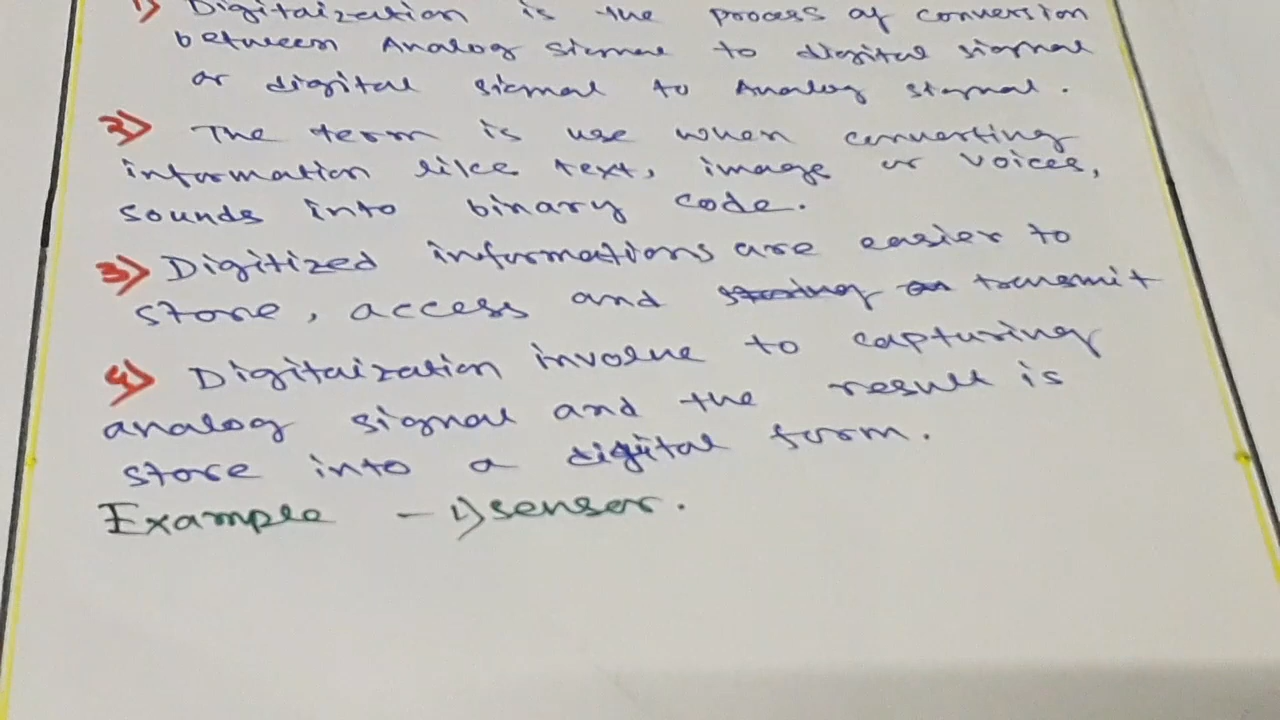 1) Digitaization is the process of conversion
between Analog signal to digital signal
or digital signal to Analog signal.
2) The term is use when converting
information like text, image or voices,
sounds into binary code.
3) Digitized informations are easier to
store, access and storing an transmit
4) Digitaization involve to capturing
analog signal and the result is
store into a digital form.
Example - 1) sensor.